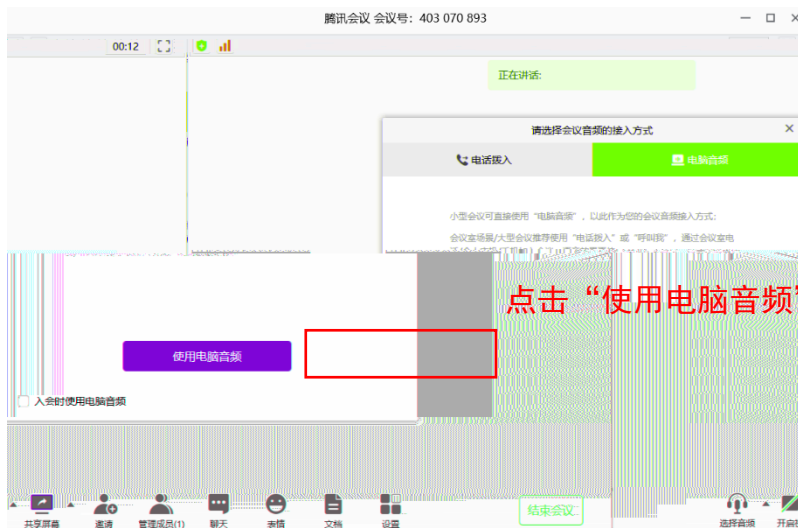 腾讯会议 会议号：403 070 893
00:12
正在讲话:
请选择会议音频的接入方式
电话拨入
电脑音频
小型会议可直接使用“电脑音频”，以此作为您的会议音频接入方式；
会议室场景/大型会议推荐使用“电话拨入”或“呼叫我”，通过会议室电
点击“使用电脑音频”
使用电脑音频
入会时使用电脑音频
共享屏幕
邀请
管理成员(1)
聊天
表情
文档
设置
结束会议
选择音频